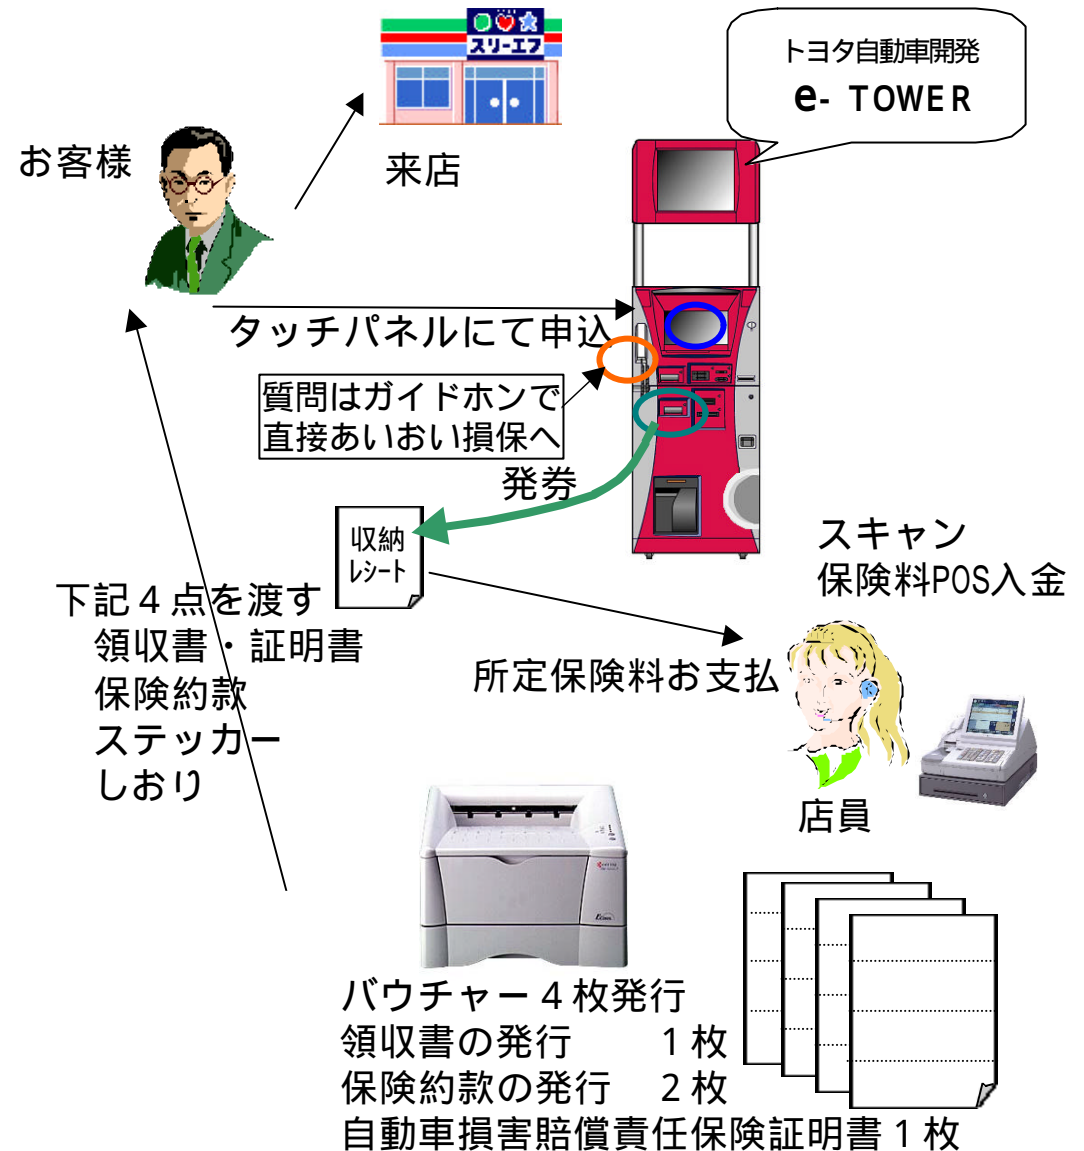 スリーエフ
トヨタ自動車開発
e- TOWER
お客様
来店
タッチパネルにて申込
質問はガイドホンで
直接あいおい損保へ
発券
収納
レシート
スキャン
保険料POS入金
下記４点を渡す
領収書・証明書
保険約款
ステッカー
しおり
所定保険料お支払
店員
バウチャー４枚発行
領収書の発行　　１枚
保険約款の発行　２枚
自動車損害賠償責任保険証明書１枚